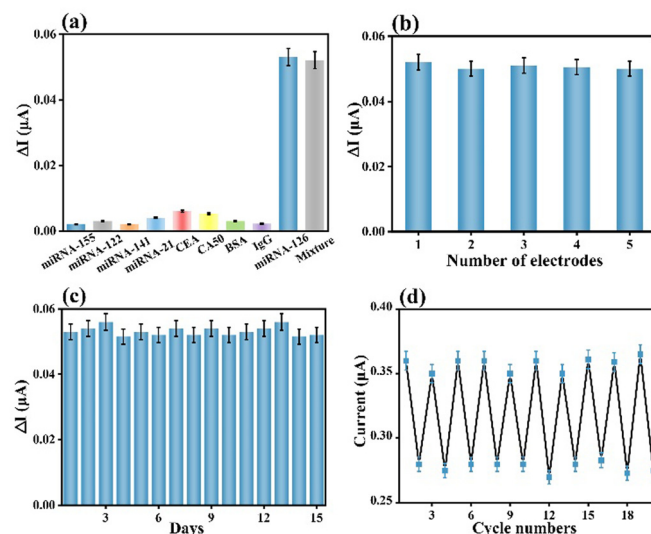 (a)
0.06
0.04
0.02
0.00
ΔI (μA)
miRNA-155
miRNA-122
miRNA-141
miRNA-21
CEA
CA50
BSA
IgG
miRNA-126
Mixture
(b)
0.06
0.04
0.02
0.00
ΔI (μA)
1 2 3 4 5
Number of electrodes
(c)
0.06
0.04
0.02
0.00
ΔI (μA)
3 6 9 12 15
Days
(d)
0.40
0.35
0.30
0.25
Current (μA)
3 6 9 12 15 18
Cycle numbers